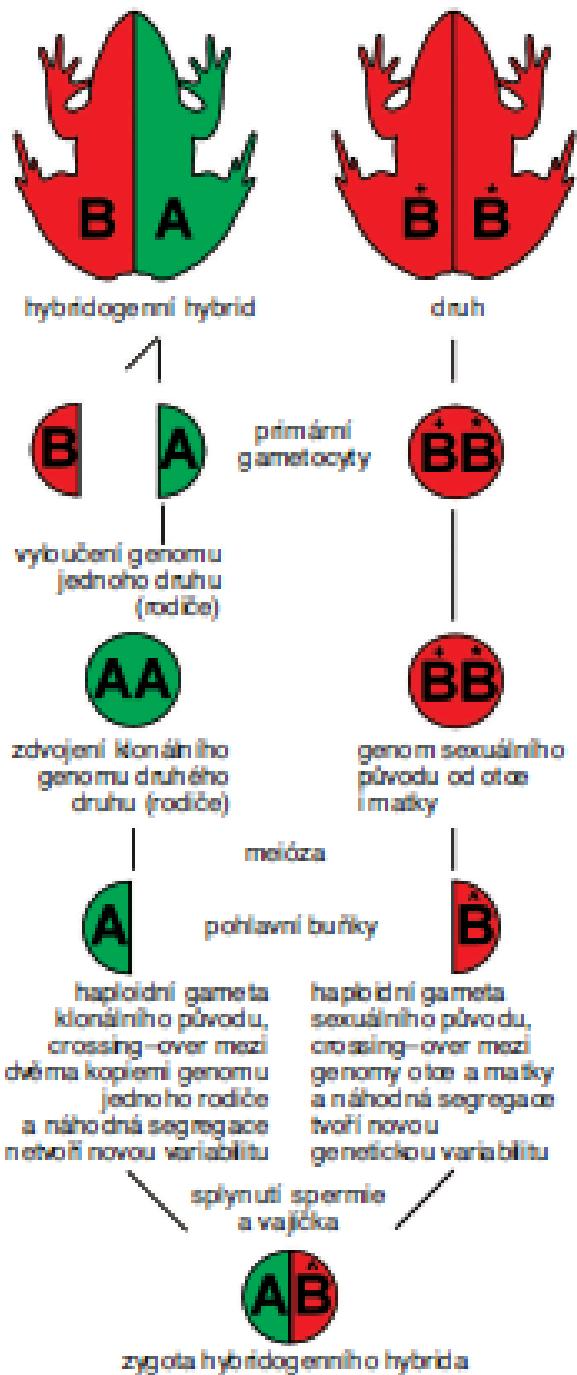 B A
B B
hybridogenní hybrid
druh
B
A
primární
gametocyty
BB
vyloučení genomu
jednoho druhu
(rodiče)
AA
BB
zdvojení klonálního
genomu druhého
druhu (rodiče)
genom sexuálního
původu od otce
i matky
meióza
A
pohlavní buňky
B
haploidní gameta
klonálního původu,
crossing–over mezi
dvěma kopiemi genomu
jednoho rodiče
a náhodná segregace
netvoří novou variabilitu
haploidní gameta
sexuálního původu,
crossing–over mezi
genomy otce a matky
a náhodná segregace
tvoří novou
genetickou variabilitu
splynutí spermie
a vajíčka
AB
zygota hybridogenního hybrida